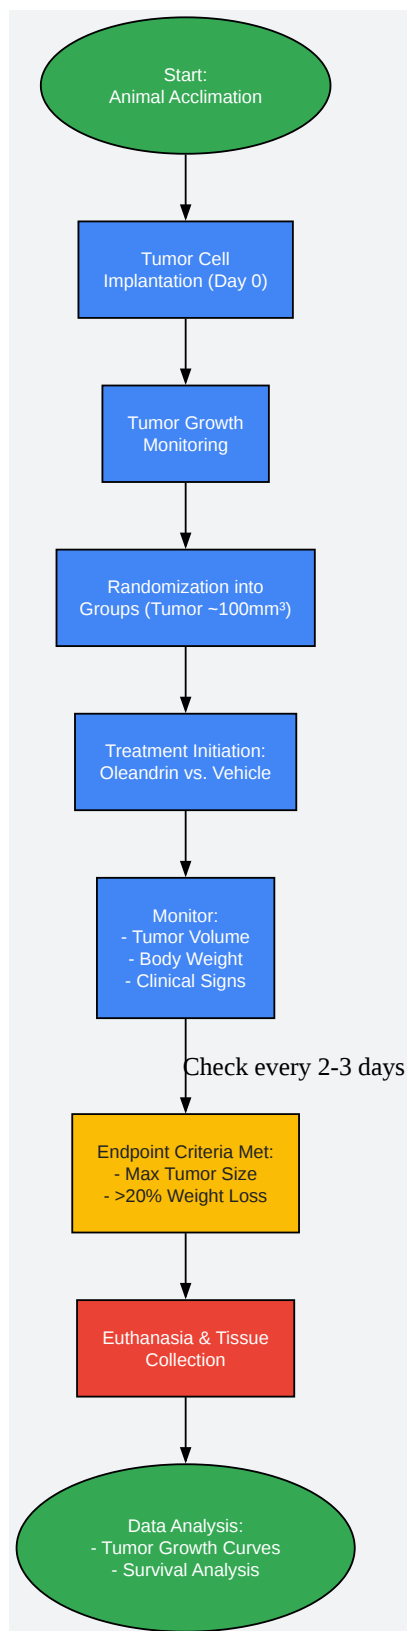 Start:
Animal Acclimation
Tumor Cell
Implantation (Day 0)
Tumor Growth
Monitoring
Randomization into
Groups (Tumor ~100mm³)
Treatment Initiation:
Oleandrin vs. Vehicle
Monitor:
- Tumor Volume
- Body Weight
- Clinical Signs
Check every 2-3 days
Endpoint Criteria Met:
- Max Tumor Size
- >20% Weight Loss
Euthanasia & Tissue
Collection
Data Analysis:
- Tumor Growth Curves
- Survival Analysis